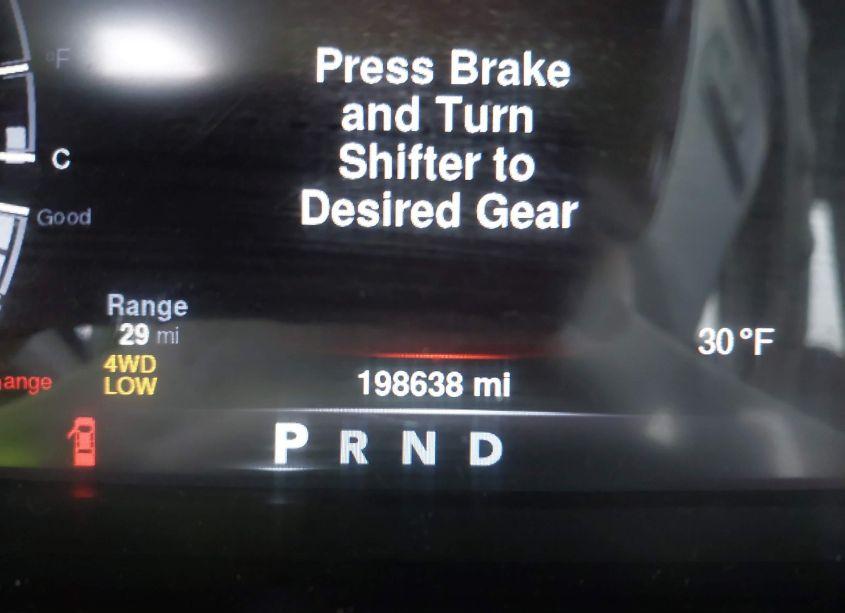 °F
C
Good
Press Brake
and Turn
Shifter to
Desired Gear
Range
29 mi
4WD
LOW
198638 mi
30°F
P R N D